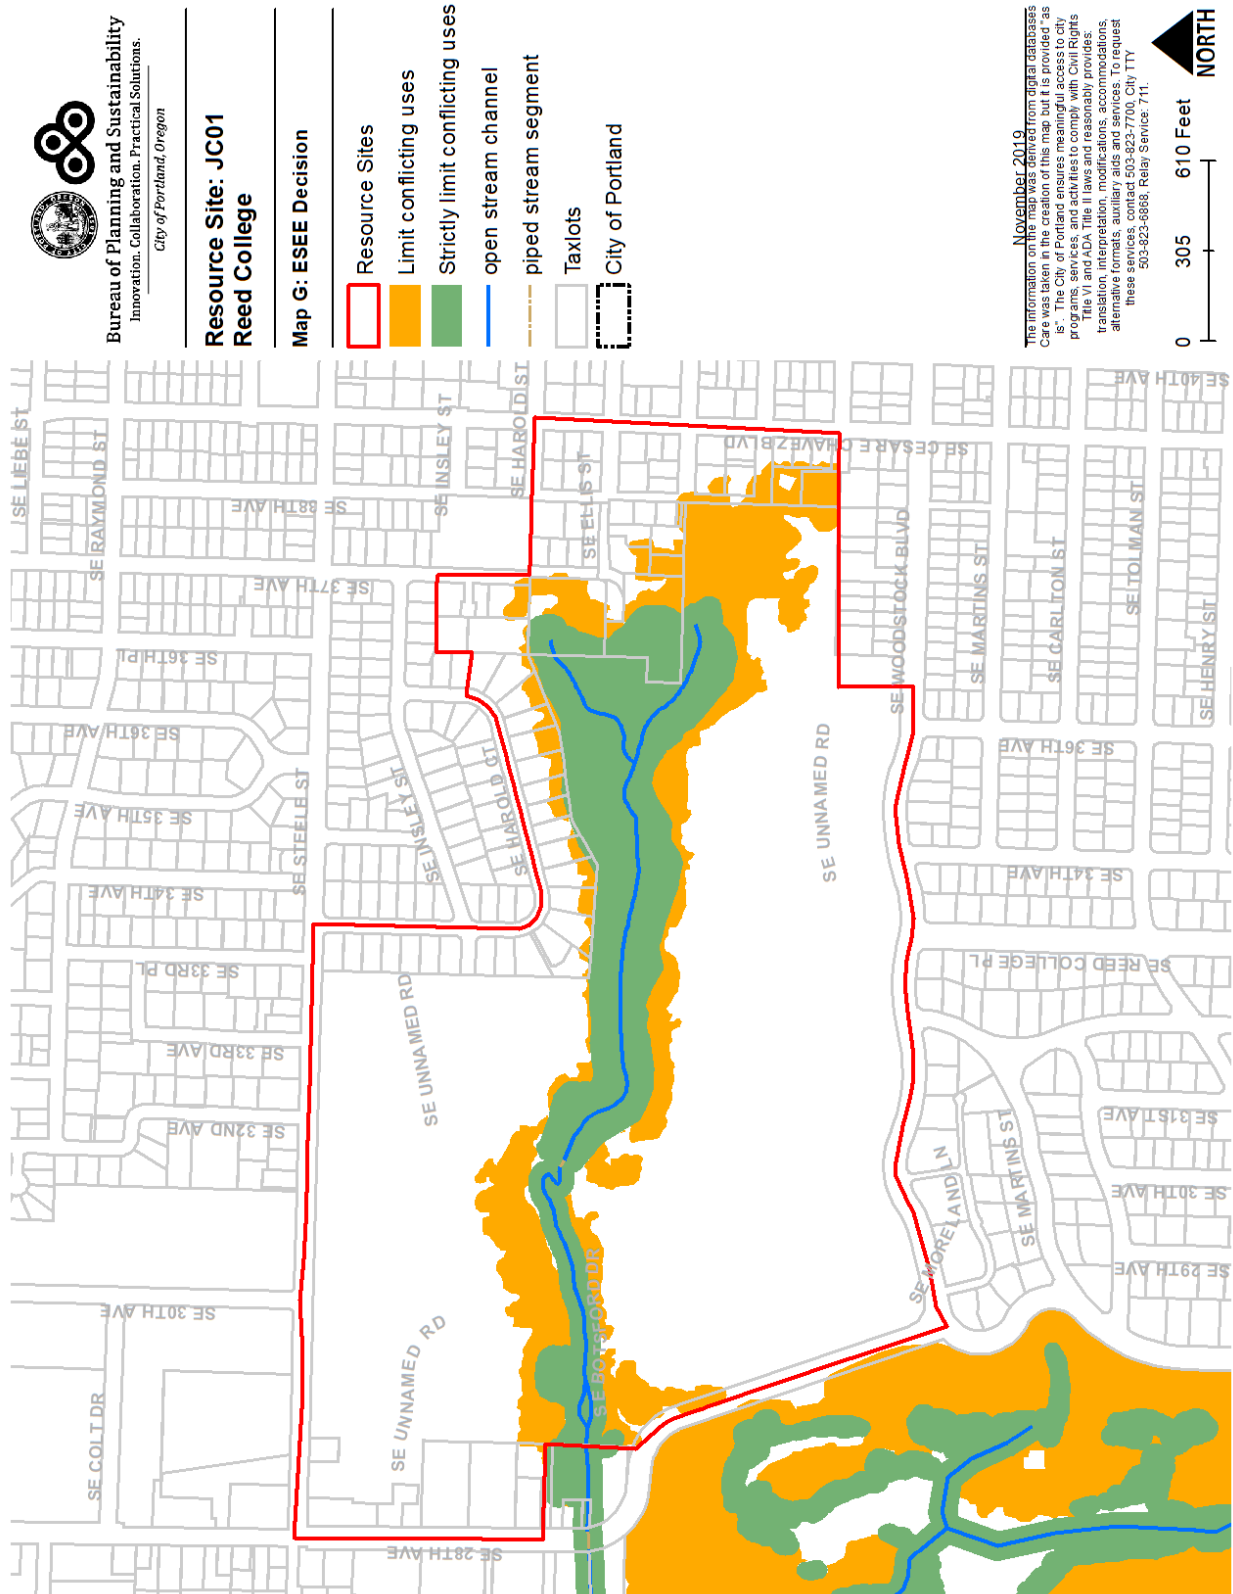 Bureau of Planning and Sustainability
Innovation. Collaboration. Practical Solutions.
City of Portland, Oregon
Resource Site: JC01
Reed College
Map G: ESEE Decision
Resource Sites
Limit conflicting uses
Strictly limit conflicting uses
open stream channel
piped stream segment
Taxlots
City of Portland
November 2019
The information on the map was derived from digital databases
Care was taken in the creation of this map but it is provided "as
is". The City of Portland ensures meaningful access to city
programs, services, and activities to comply with Civil Rights
Title VI and ADA Title II laws and reasonably provides:
translation, interpretation, modifications, accommodations,
alternative formats, auxiliary aids and services. To request
these services, contact 503-823-7700, City TTY
503-823-6868, Relay Service: 711.
0 305 610 Feet
NORTH
SE LIEBE ST
SE RAYMOND ST
SE 38TH AVE
SE INSLEY ST
SE HAROLD ST
SE 37TH AVE
SE ELLIS ST
SE CESAR E CHAVEZ BLVD
SE 40TH AVE
SE 36TH PL
SE 36TH AVE
SE 35TH AVE
SE STEELE ST
SE 34TH AVE
SE INSLEY ST
SE HAROLD CT
SE UNNAMED RD
SE WOODSTOCK BLVD
SE MARTINS ST
SE CARLTON ST
SE TOLMAN ST
SE HENRY ST
SE 36TH AVE
SE 34TH AVE
SE 33RD PL
SE 33RD AVE
SE 32ND AVE
SE UNNAMED RD
SE REED COLLEGE PL
SE 31ST AVE
SE 30TH AVE
SE 29TH AVE
SE MARTINS ST
SE MORELAND LN
SE BOTSFORD DR
SE 30TH AVE
SE COLT DR
SE UNNAMED RD
SE 28TH AVE